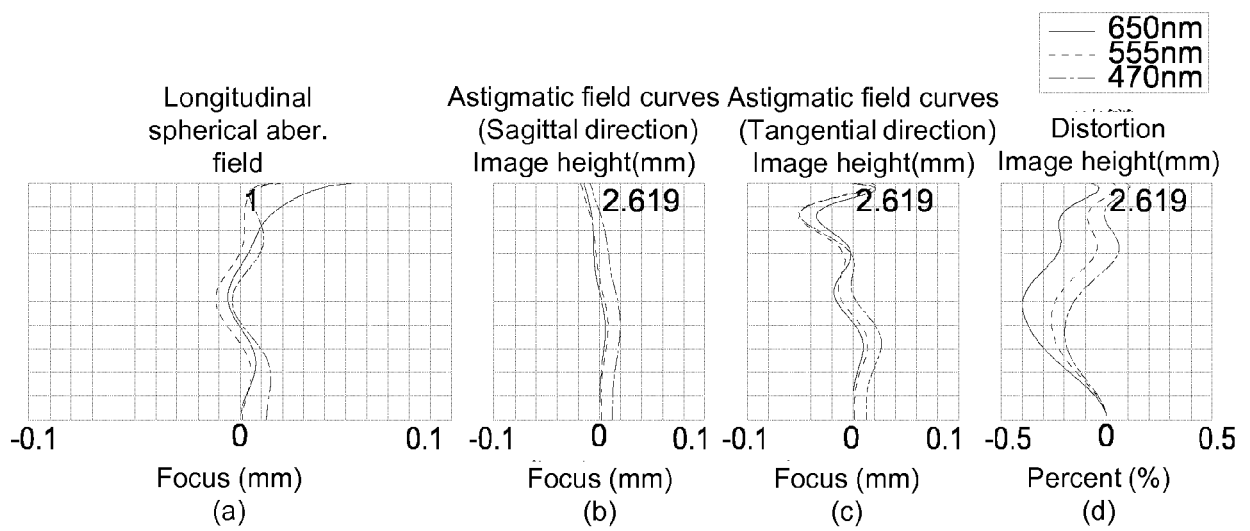 650nm
555nm
470nm
Longitudinal
spherical aber.
field
Astigmatic field curves
(Sagittal direction)
Image height(mm)
Astigmatic field curves
(Tangential direction)
Image height(mm)
Distortion
Image height(mm)
1
2.619
2.619
2.619
-0.1 0 0.1
-0.1 0 0.1
-0.1 0 0.1
-0.5 0 0.5
Focus (mm)
Focus (mm)
Focus (mm)
Percent (%)
(a)
(b)
(c)
(d)